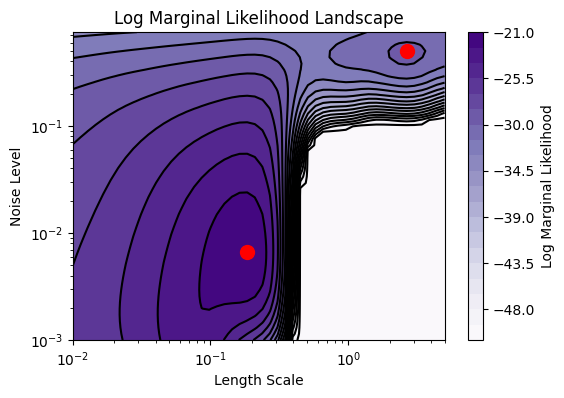 Log Marginal Likelihood Landscape
Noise Level
10⁻¹
10⁻²
10⁻³
10⁻² 10⁻¹ 10⁰
Length Scale
−21.0
−25.5
−30.0
−34.5
−39.0
−43.5
−48.0
Log Marginal Likelihood